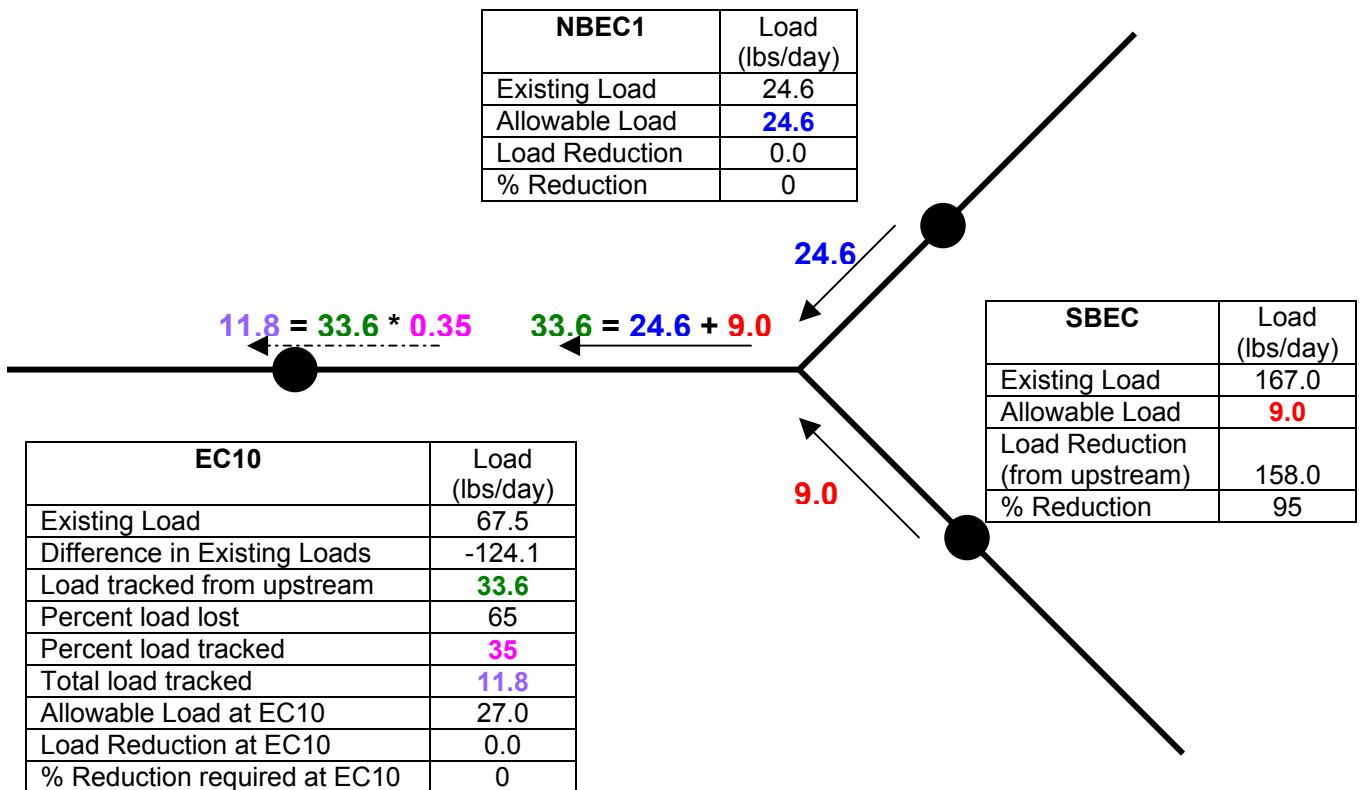 NBEC1 Load
(lbs/day)
Existing Load 24.6
Allowable Load 24.6
Load Reduction 0.0
% Reduction 0
24.6
11.8 = 33.6 * 0.35 33.6 = 24.6 + 9.0
SBEC Load
(lbs/day)
Existing Load 167.0
Allowable Load 9.0
Load Reduction
(from upstream) 158.0
% Reduction 95
9.0
EC10 Load
(lbs/day)
Existing Load 67.5
Difference in Existing Loads -124.1
Load tracked from upstream 33.6
Percent load lost 65
Percent load tracked 35
Total load tracked 11.8
Allowable Load at EC10 27.0
Load Reduction at EC10 0.0
% Reduction required at EC10 0